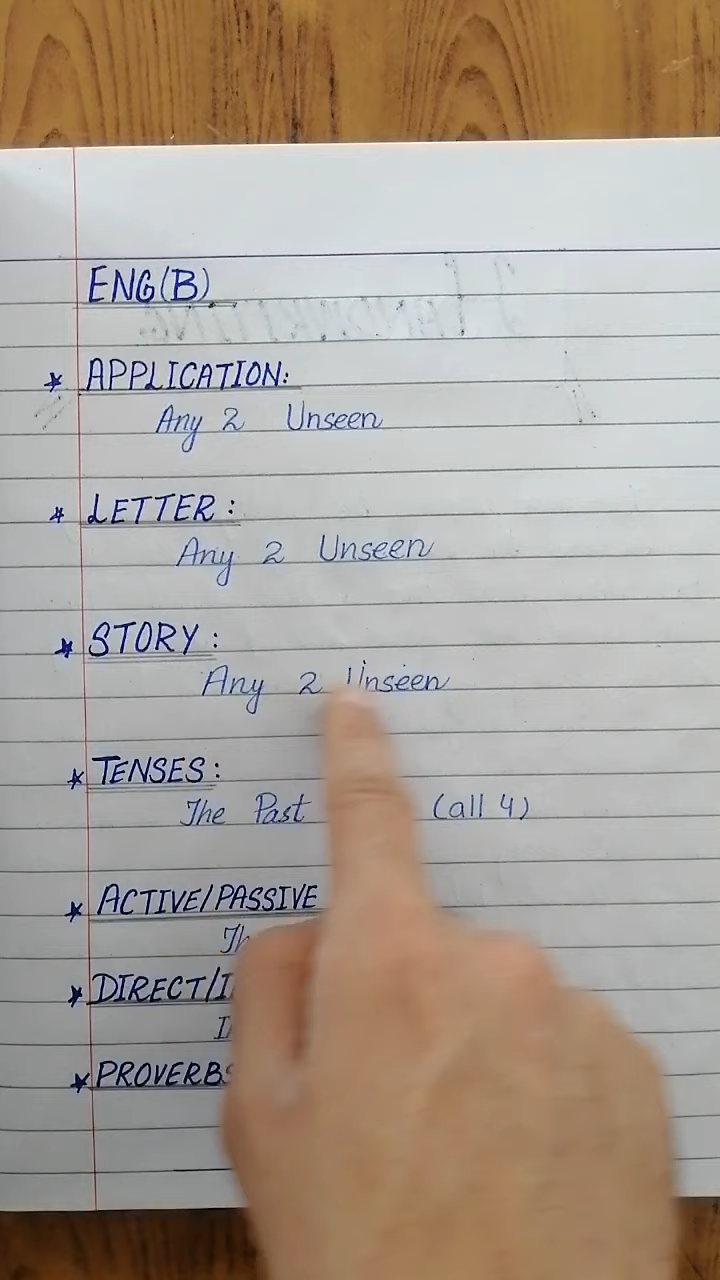 ENG(B)
* APPLICATION:
Any 2 Unseen
* LETTER:
Any 2 Unseen
* STORY:
Any 2 Unseen
* TENSES:
The Past (all 4)
* ACTIVE/PASSIVE
* DIRECT/I
* PROVERBS